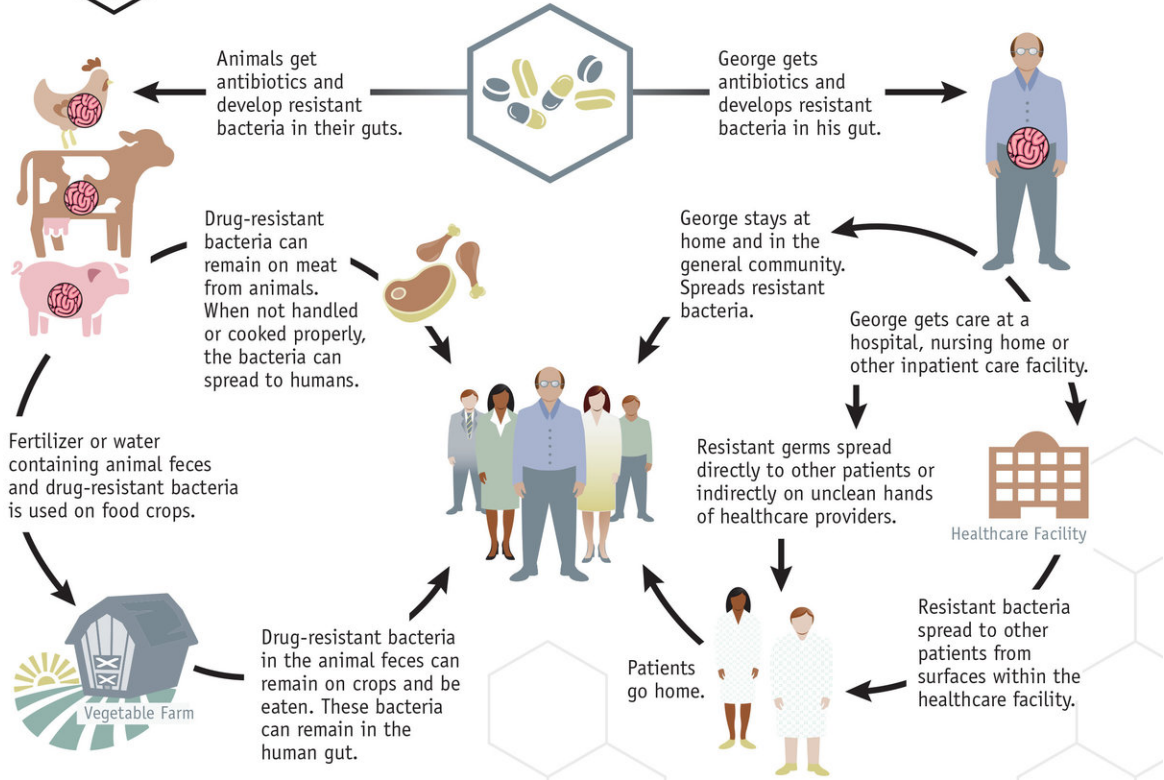 Animals get
antibiotics and
develop resistant
bacteria in their guts.
George gets
antibiotics and
develops resistant
bacteria in his gut.
Drug-resistant
bacteria can
remain on meat
from animals.
When not handled
or cooked properly,
the bacteria can
spread to humans.
George stays at
home and in the
general community.
Spreads resistant
bacteria.
George gets care at a
hospital, nursing home or
other inpatient care facility.
Fertilizer or water
containing animal feces
and drug-resistant bacteria
is used on food crops.
Resistant germs spread
directly to other patients or
indirectly on unclean hands
of healthcare providers.
Healthcare Facility
Vegetable Farm
Drug-resistant bacteria
in the animal feces can
remain on crops and be
eaten. These bacteria
can remain in the
human gut.
Patients
go home.
Resistant bacteria
spread to other
patients from
surfaces within the
healthcare facility.